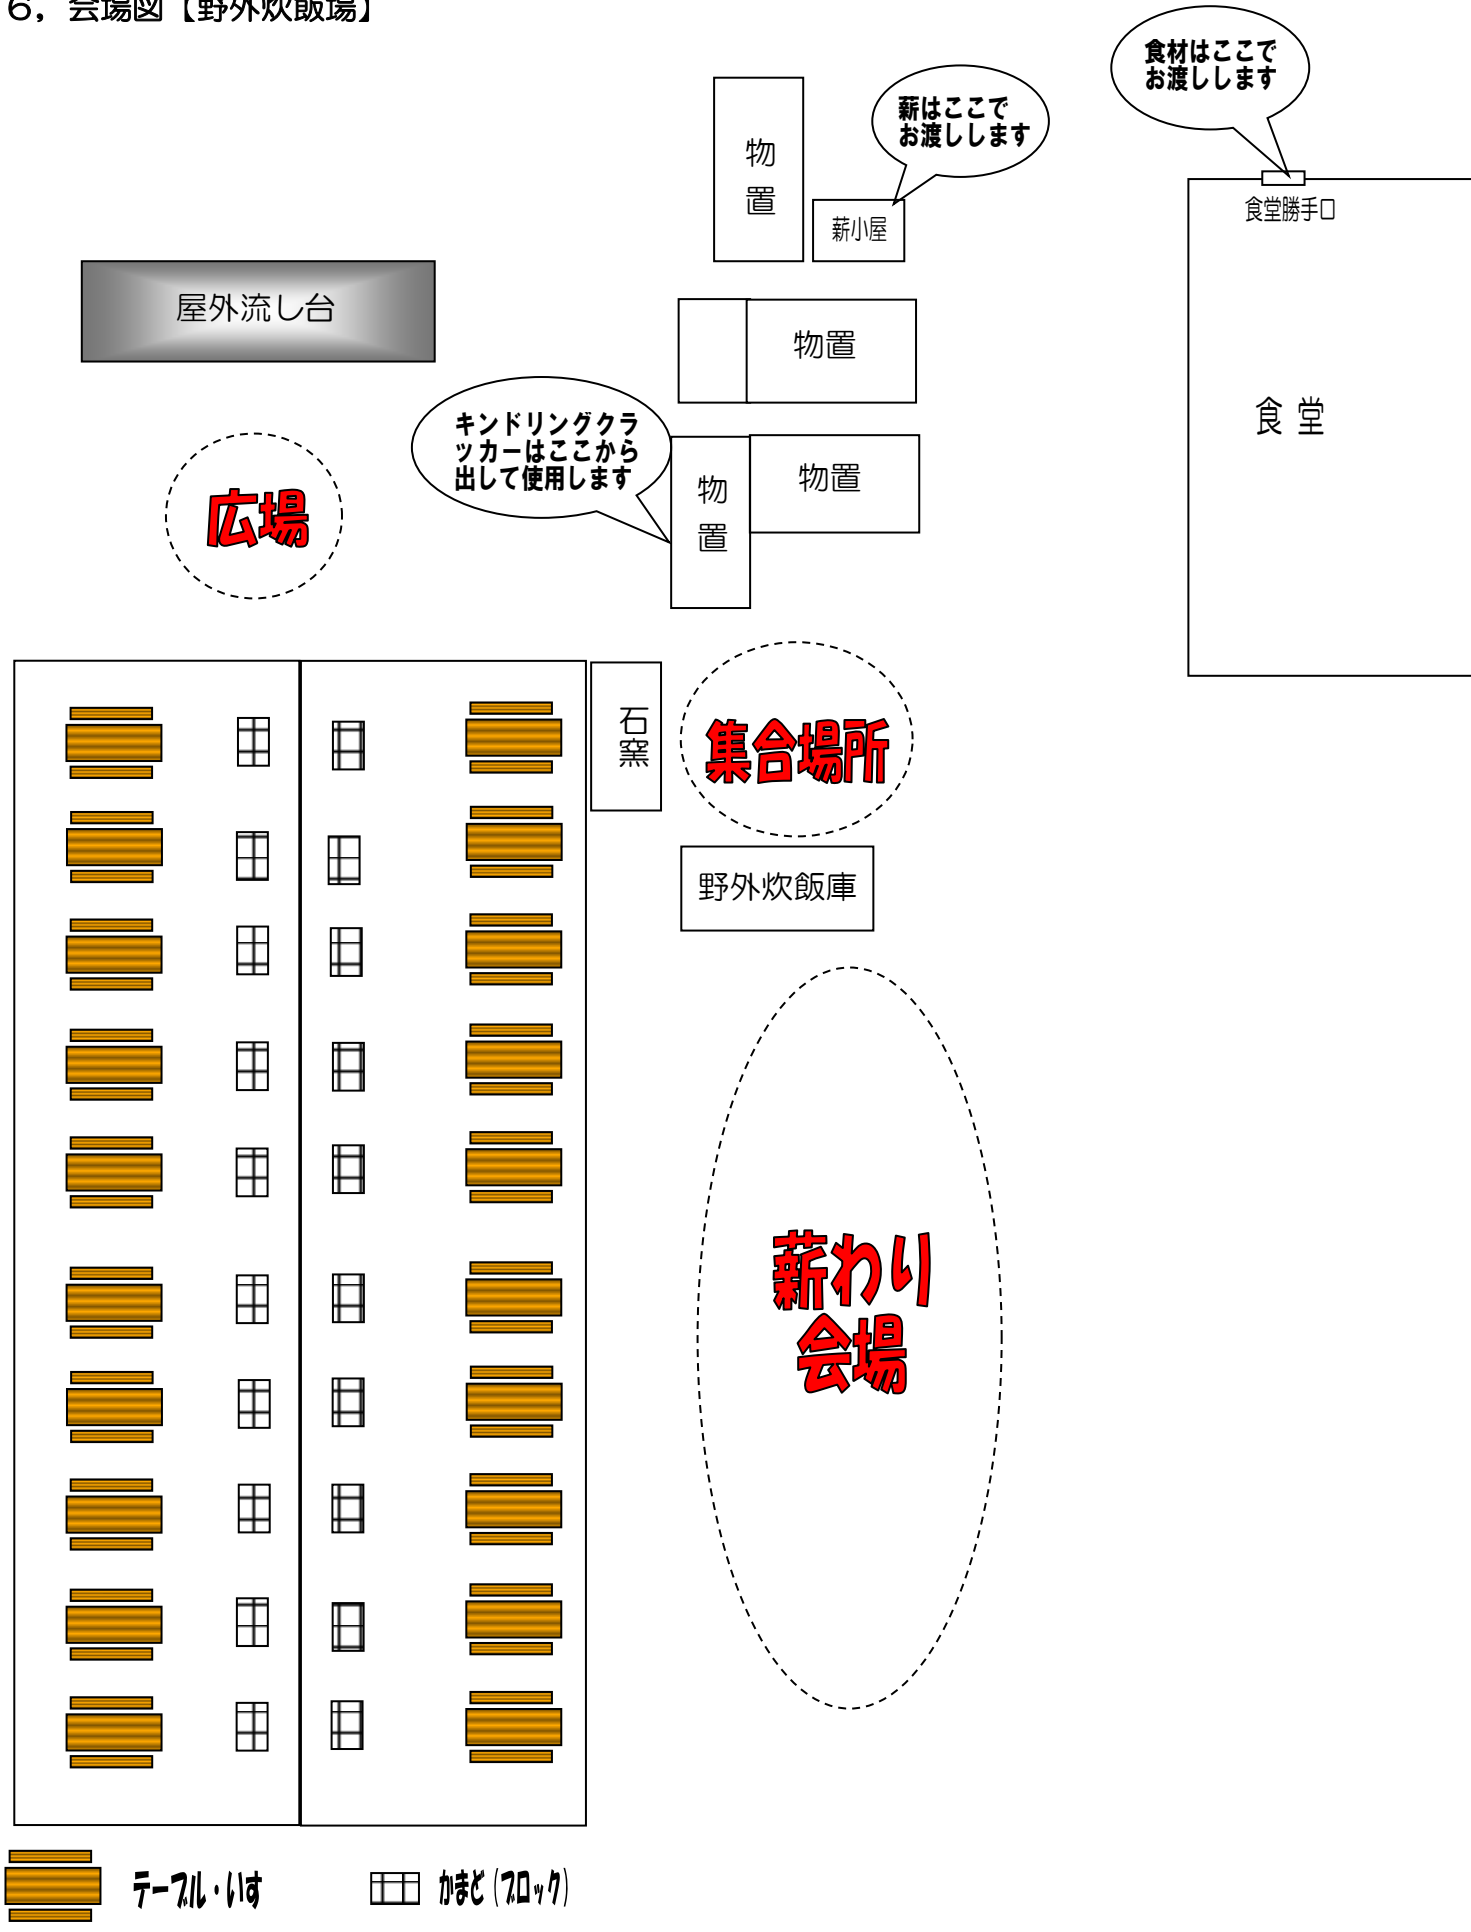 6，会場図【野外炊飯場】
食材はここで
お渡しします
薪はここで
お渡しします
物
置
薪小屋
食堂勝手口
屋外流し台
物置
食 堂
キンドリングクラ
ッカーはここから
出して使用します
物
置
物置
広場
石
窯
集合場所
野外炊飯庫
薪わり
会場
テーブル・いす
かまど(ブロック)